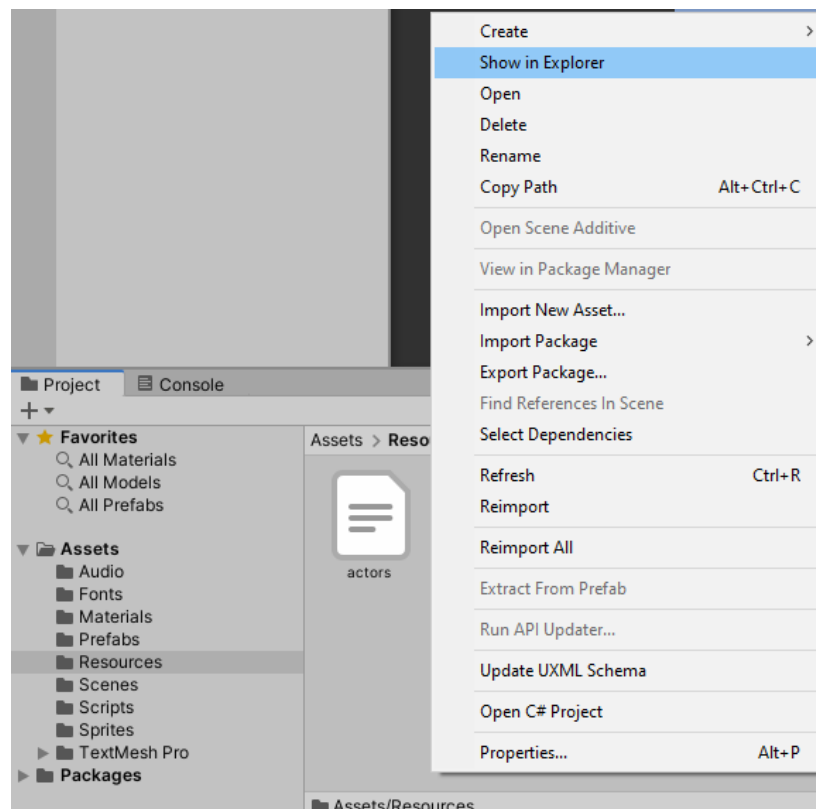 Create
Show in Explorer
Open
Delete
Rename
Copy Path Alt+Ctrl+C
Open Scene Additive
View in Package Manager
Import New Asset...
Import Package
Export Package...
Find References In Scene
Select Dependencies
Refresh Ctrl+R
Reimport
Reimport All
Extract From Prefab
Run API Updater...
Update UXML Schema
Open C# Project
Properties... Alt+P
Project Console
Favorites
All Materials
All Models
All Prefabs
Assets
Audio
Fonts
Materials
Prefabs
Resources
Scenes
Scripts
Sprites
TextMesh Pro
Packages
Assets > Reso
actors
Assets/Resources